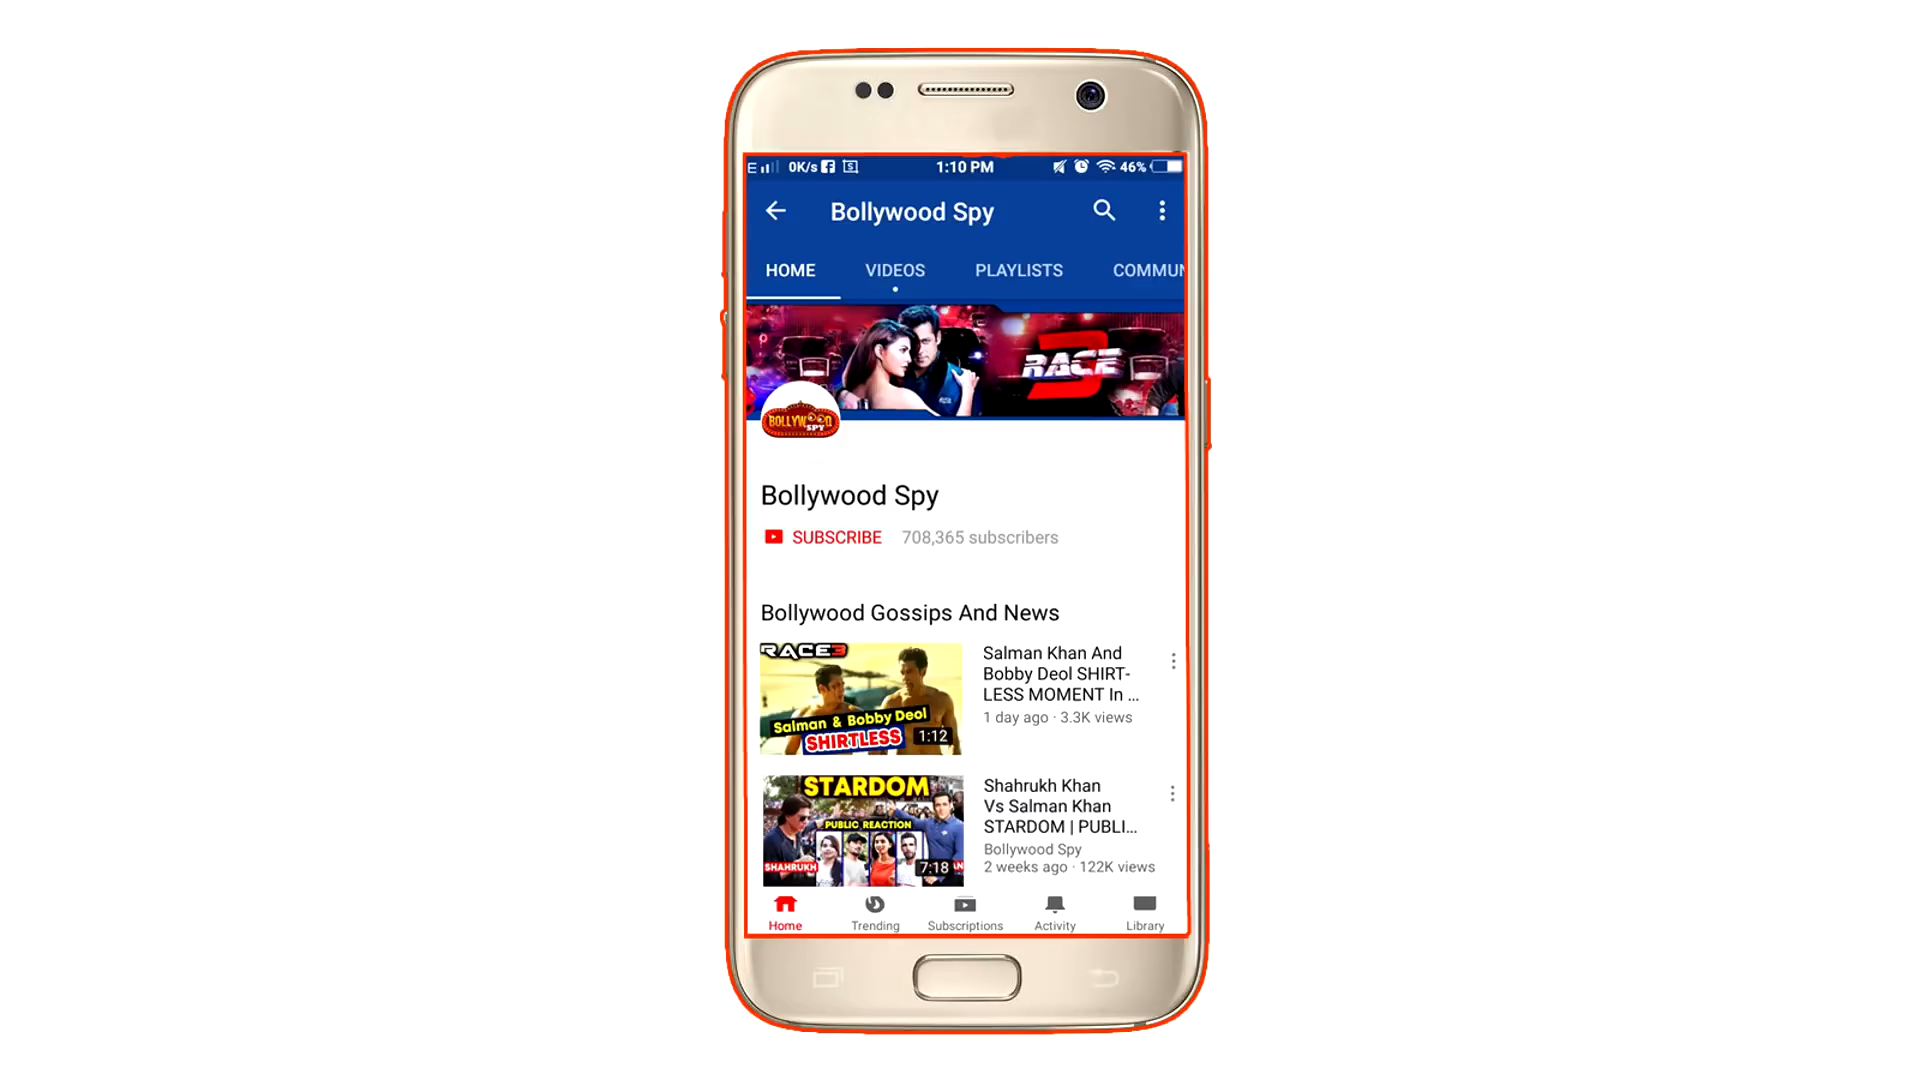 E 0K/s 1:10 PM 46%
Bollywood Spy
HOME VIDEOS PLAYLISTS COMMUN
RACE 3
BOLLYWOOD
SPY
Bollywood Spy
SUBSCRIBE 708,365 subscribers
Bollywood Gossips And News
RACE3
Salman & Bobby Deol
SHIRTLESS
1:12
Salman Khan And
Bobby Deol SHIRT-
LESS MOMENT In ...
1 day ago · 3.3K views
STARDOM
PUBLIC REACTION
SHAHRUKH
7:18
Shahrukh Khan
Vs Salman Khan
STARDOM | PUBLI...
Bollywood Spy
2 weeks ago · 122K views
Home Trending Subscriptions Activity Library